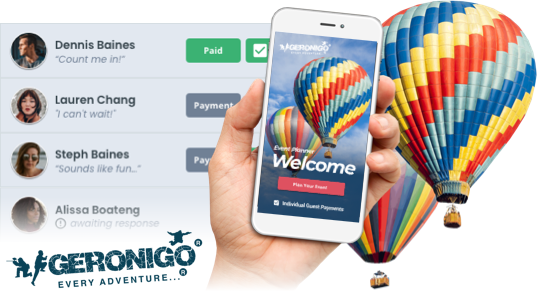 Dennis Baines
“Count me in!”
Paid
Lauren Chang
“I can't wait!”
Payment
Steph Baines
“Sounds like fun...”
Pay
Alissa Boateng
awaiting response
GERONIGO®
EVERY ADVENTURE...®
GERONIGO
Event Planner
Welcome
Plan Your Event
Individual Guest Payments